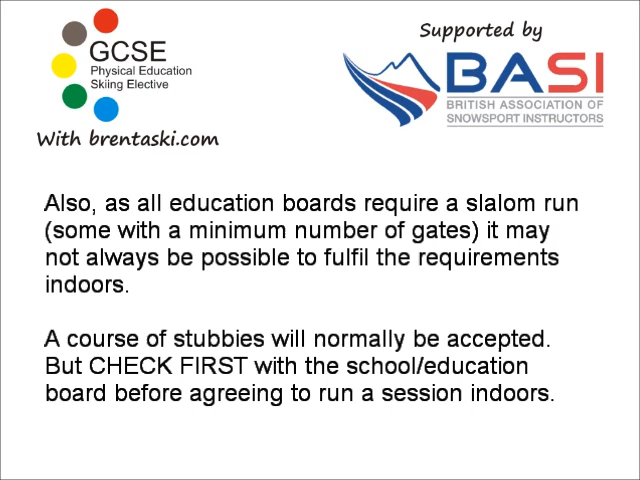 GCSE
Physical Education
Skiing Elective
With brentaski.com
Supported by
BASI
BRITISH ASSOCIATION OF
SNOWSPORT INSTRUCTORS
Also, as all education boards require a slalom run
(some with a minimum number of gates) it may
not always be possible to fulfil the requirements
indoors.
A course of stubbies will normally be accepted.
But CHECK FIRST with the school/education
board before agreeing to run a session indoors.